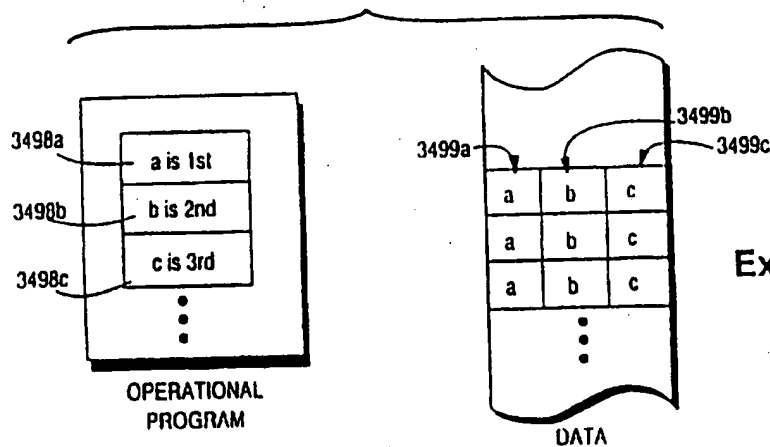 3498a
a is 1st
3498b
b is 2nd
3498c
c is 3rd
OPERATIONAL
PROGRAM
3499a
3499b
3499c
a b c
a b c
a b c
DATA
Ex